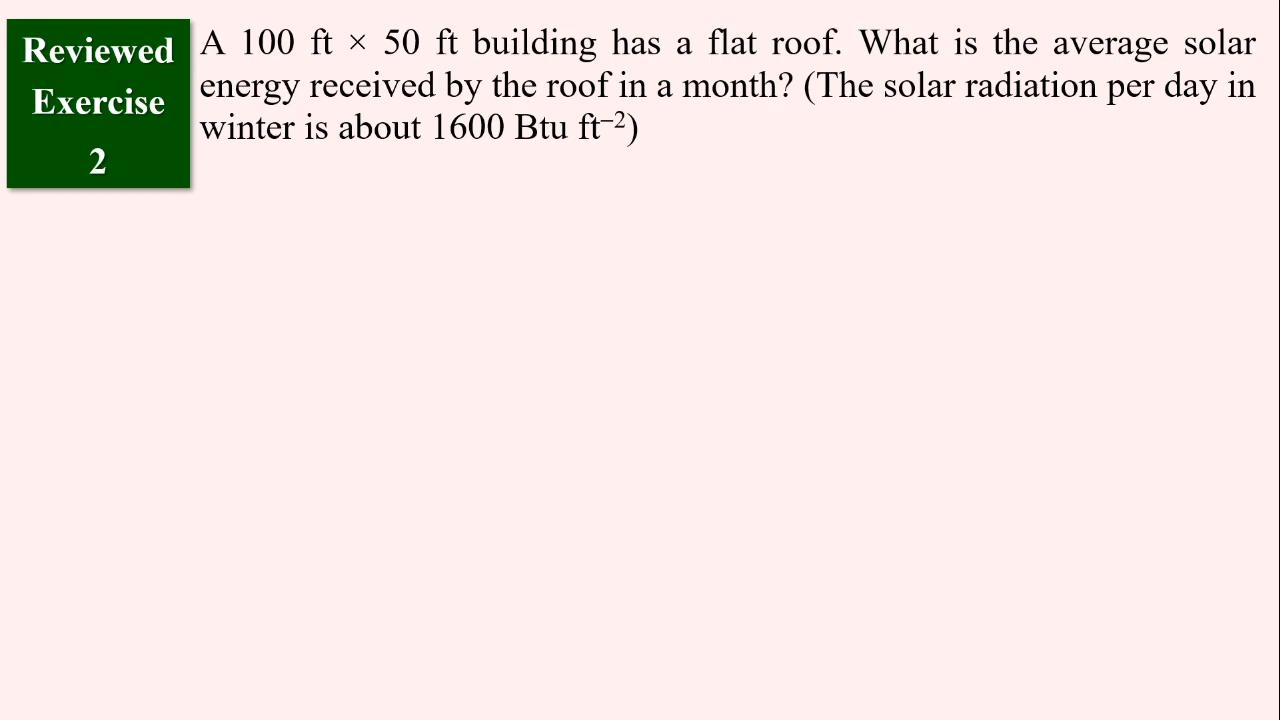 Reviewed
Exercise
2
A 100 ft × 50 ft building has a flat roof. What is the average solar
energy received by the roof in a month? (The solar radiation per day in
winter is about 1600 Btu ft⁻²)